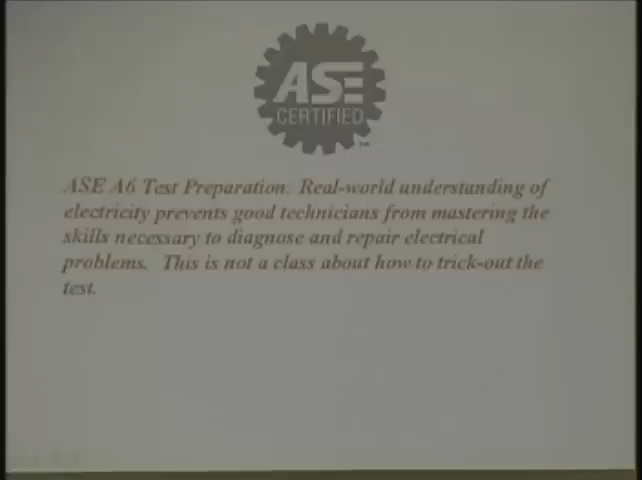 ASE
CERTIFIED
ASE A6 Test Preparation: Real-world understanding of
electricity prevents good technicians from mastering the
skills necessary to diagnose and repair electrical
problems.  This is not a class about how to trick-out the
test.